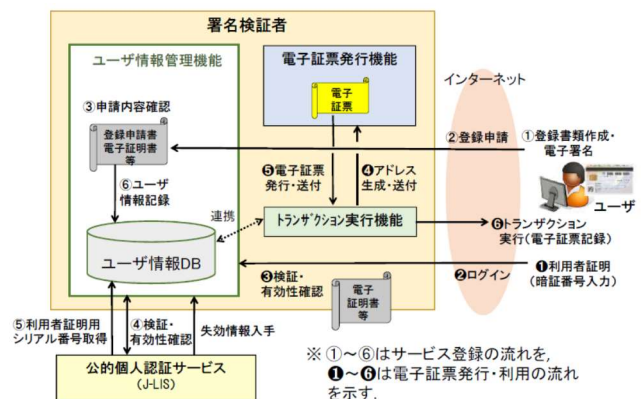 署名検証者
ユーザ情報管理機能
電子証票発行機能
電子
証票
インターネット
③申請内容確認
登録申請書
電子証明書
等
②登録申請
①登録書類作成・
電子署名
⑥ユーザ
情報記録
❺電子証票
発行・送付
❹アドレス
生成・送付
ユーザ
連携
トランザクション実行機能
❻トランザクション
実行(電子証票記録)
ユーザ情報DB
❸検証・
有効性確認
電子
証明書
等
❷ログイン
❶利用者証明
(暗証番号入力)
⑤利用者証明用
シリアル番号取得
④検証・
有効性確認
失効情報入手
公的個人認証サービス
(J-LIS)
※ ①～⑥はサービス登録の流れを,
❶～❻は電子証票発行・利用の流れ
を示す.